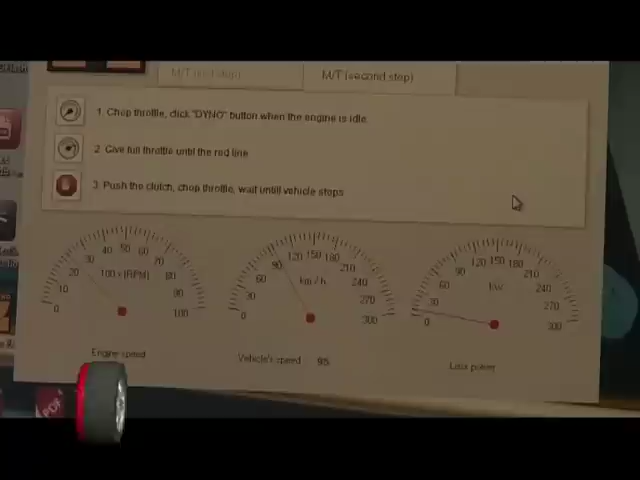 M/T (second step)
1. Chop throttle, click "DYNO" button when the engine is idle
2. Give full throttle until the red line
3. Push the clutch, chop throttle, wait until vehicle stops
0 10 20 30 40 50 60 70 80 90 100
100 x [RPM]
Engine speed
0 30 60 90 120 150 180 210 240 270 300
km / h
Vehicle's speed 95
0 30 60 90 120 150 180 210 240 270 300
kW
Loss power
PDF